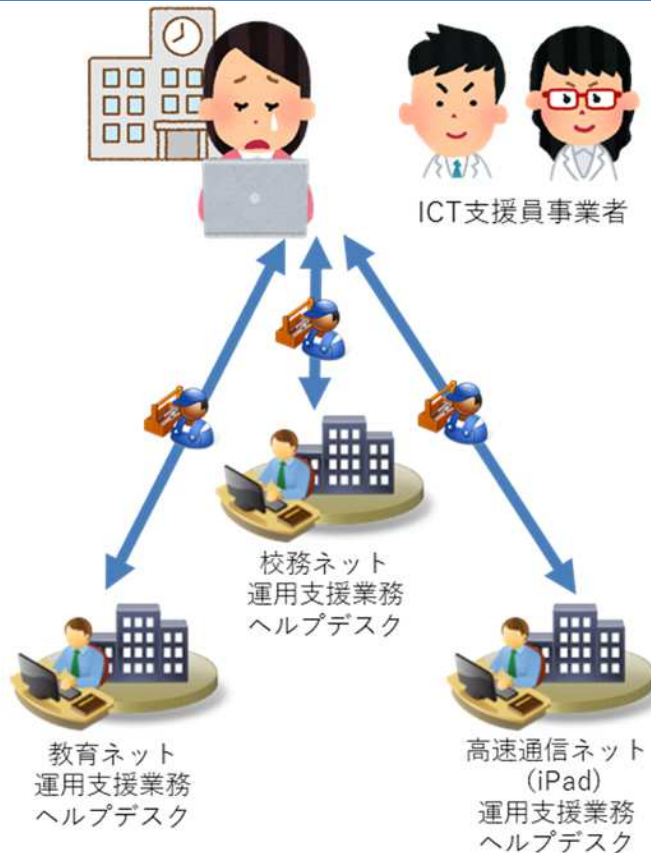 ICT支援員事業者
校務ネット
運用支援業務
ヘルプデスク
教育ネット
運用支援業務
ヘルプデスク
高速通信ネット
(iPad)
運用支援業務
ヘルプデスク